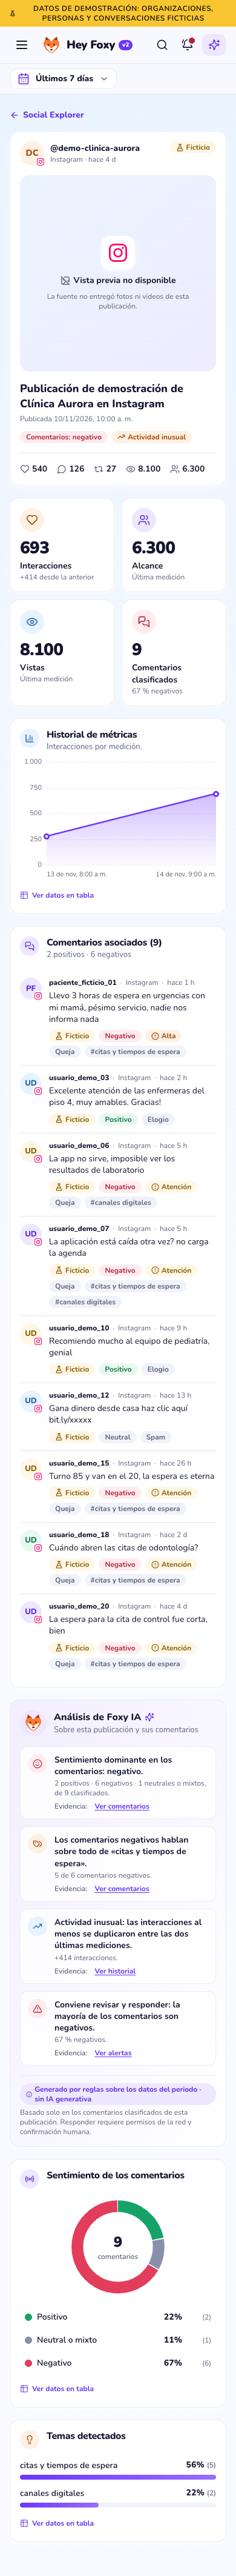 DATOS DE DEMOSTRACIÓN: ORGANIZACIONES,
PERSONAS Y CONVERSACIONES FICTICIAS
Hey Foxy v2
Últimos 7 días
Social Explorer
DC
@demo-clinica-aurora
Instagram · hace 4 d
Ficticio
Vista previa no disponible
La fuente no entregó fotos ni videos de esta
publicación.
Publicación de demostración de
Clínica Aurora en Instagram
Publicada 10/11/2026, 10:00 a. m.
Comentarios: negativo
Actividad inusual
540 126 27 8.100 6.300
693
Interacciones
+414 desde la anterior
6.300
Alcance
Última medición
8.100
Vistas
Última medición
9
Comentarios
clasificados
67 % negativos
Historial de métricas
Interacciones por medición.
1.000
750
500
250
0
13 de nov, 8:00 a. m.
14 de nov, 9:00 a. m.
Ver datos en tabla
Comentarios asociados (9)
2 positivos · 6 negativos
PF
paciente_ficticio_01 · Instagram · hace 1 h
Llevo 3 horas de espera en urgencias con
mi mamá, pésimo servicio, nadie nos
informa nada
Ficticio Negativo Alta
Queja #citas y tiempos de espera
UD
usuario_demo_03 · Instagram · hace 2 h
Excelente atención de las enfermeras del
piso 4, muy amables. Gracias!
Ficticio Positivo Elogio
UD
usuario_demo_06 · Instagram · hace 5 h
La app no sirve, imposible ver los
resultados de laboratorio
Ficticio Negativo Atención
Queja #canales digitales
UD
usuario_demo_07 · Instagram · hace 5 h
La aplicación está caída otra vez? no carga
la agenda
Ficticio Negativo Atención
Queja #citas y tiempos de espera
#canales digitales
UD
usuario_demo_10 · Instagram · hace 9 h
Recomiendo mucho al equipo de pediatría,
genial
Ficticio Positivo Elogio
UD
usuario_demo_12 · Instagram · hace 13 h
Gana dinero desde casa haz clic aquí
bit.ly/xxxxx
Ficticio Neutral Spam
UD
usuario_demo_15 · Instagram · hace 26 h
Turno 85 y van en el 20, la espera es eterna
Ficticio Negativo Atención
Queja #citas y tiempos de espera
UD
usuario_demo_18 · Instagram · hace 2 d
Cuándo abren las citas de odontología?
Ficticio Negativo Atención
Queja #citas y tiempos de espera
UD
usuario_demo_20 · Instagram · hace 4 d
La espera para la cita de control fue corta,
bien
Ficticio Negativo Atención
Queja #citas y tiempos de espera
Análisis de Foxy IA
Sobre esta publicación y sus comentarios
Sentimiento dominante en los
comentarios: negativo.
2 positivos · 6 negativos · 1 neutrales o mixtos,
de 9 clasificados.
Evidencia: Ver comentarios
Los comentarios negativos hablan
sobre todo de «citas y tiempos de
espera».
5 de 6 comentarios negativos.
Evidencia: Ver comentarios
Actividad inusual: las interacciones al
menos se duplicaron entre las dos
últimas mediciones.
+414 interacciones.
Evidencia: Ver historial
Conviene revisar y responder: la
mayoría de los comentarios son
negativos.
67 % negativos.
Evidencia: Ver alertas
Generado por reglas sobre los datos del periodo ·
sin IA generativa
Basado solo en los comentarios clasificados de esta
publicación. Responder requiere permisos de la red y
confirmación humana.
Sentimiento de los comentarios
9
comentarios
Positivo 22% (2)
Neutral o mixto 11% (1)
Negativo 67% (6)
Ver datos en tabla
Temas detectados
citas y tiempos de espera 56% (5)
canales digitales 22% (2)
Ver datos en tabla